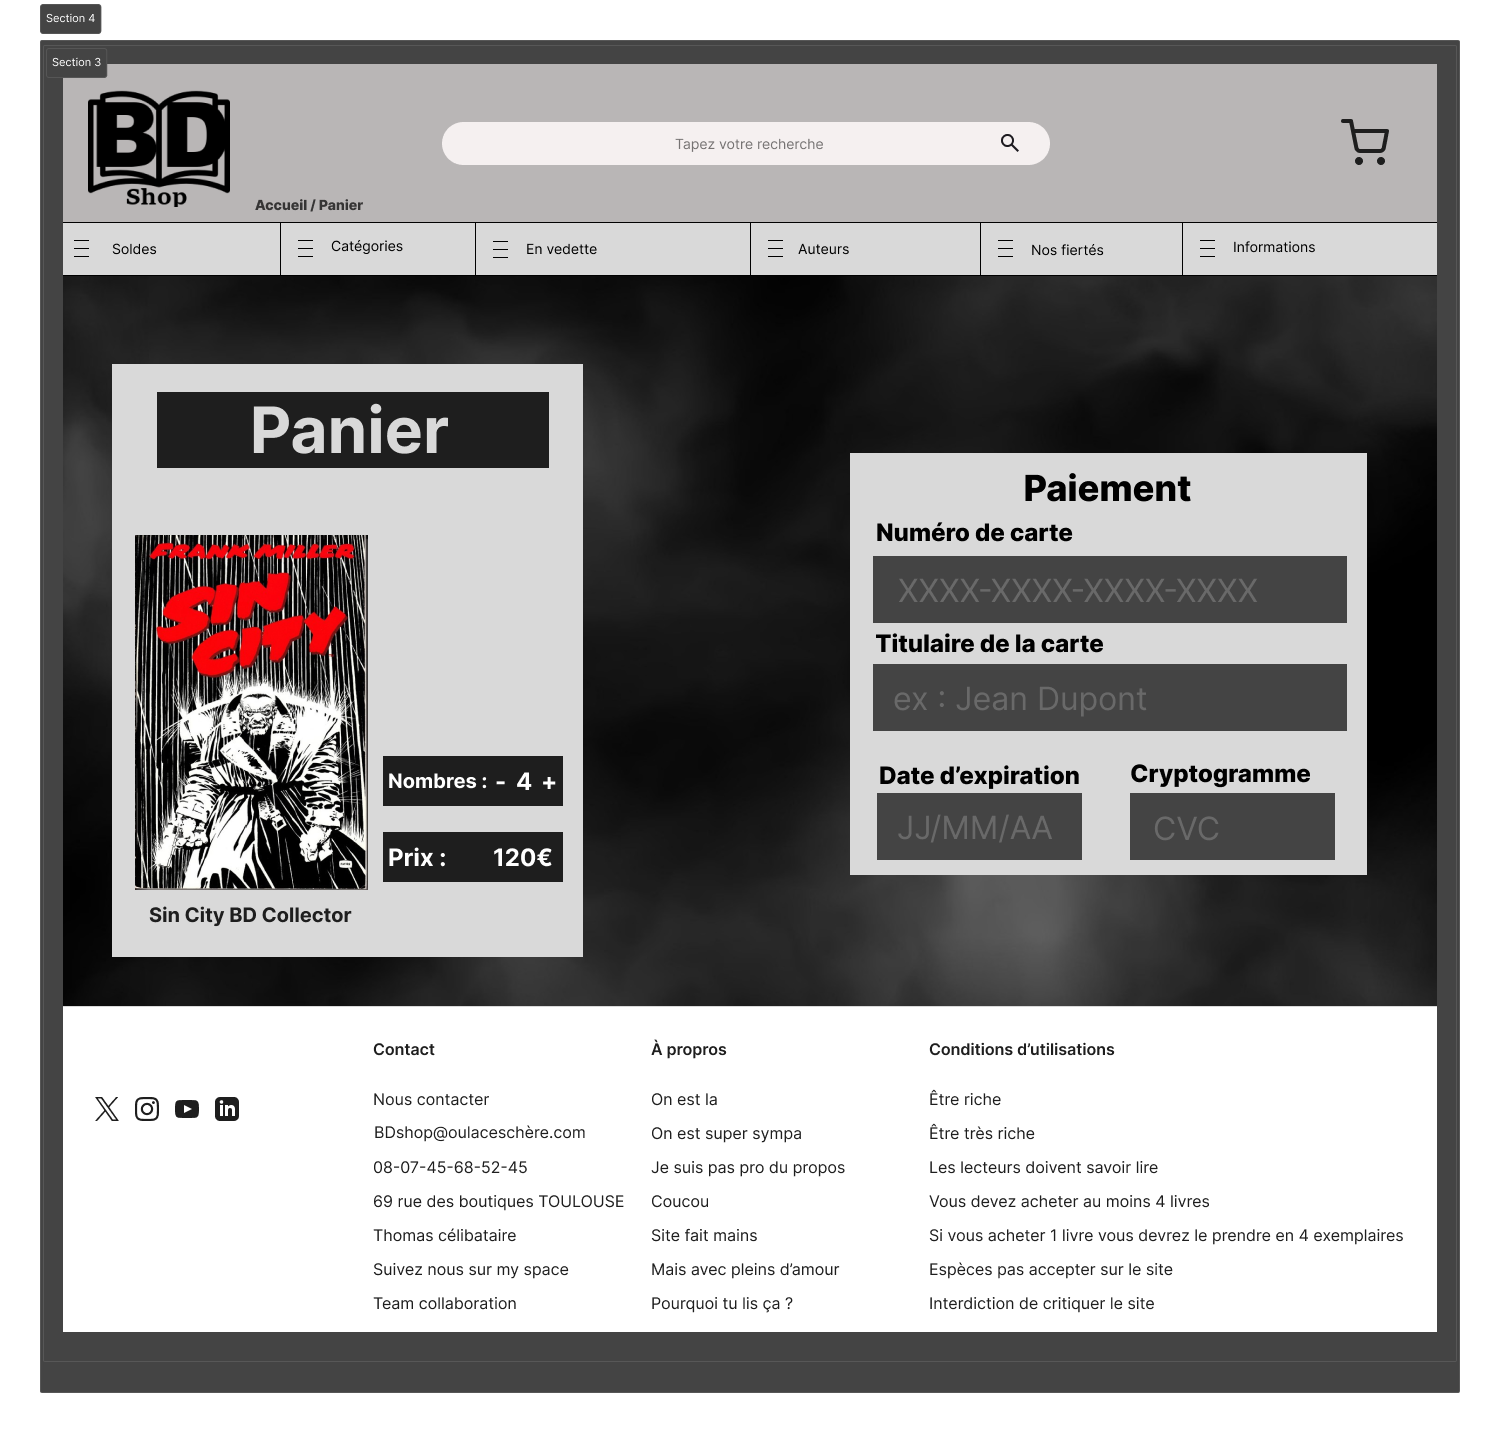 Section 4
Section 3
BD
Shop
Tapez votre recherche
Accueil / Panier
Soldes
Catégories
En vedette
Auteurs
Nos fiertés
Informations
Panier
FRANK MILLER
SIN
CITY
Nombres : - 4 +
Prix : 120€
Sin City BD Collector
Paiement
Numéro de carte
XXXX-XXXX-XXXX-XXXX
Titulaire de la carte
ex : Jean Dupont
Date d’expiration
JJ/MM/AA
Cryptogramme
CVC
Contact
Nous contacter
BDshop@oulaceschère.com
08-07-45-68-52-45
69 rue des boutiques TOULOUSE
Thomas célibataire
Suivez nous sur my space
Team collaboration
À propros
On est la
On est super sympa
Je suis pas pro du propos
Coucou
Site fait mains
Mais avec pleins d’amour
Pourquoi tu lis ça ?
Conditions d’utilisations
Être riche
Être très riche
Les lecteurs doivent savoir lire
Vous devez acheter au moins 4 livres
Si vous acheter 1 livre vous devrez le prendre en 4 exemplaires
Espèces pas accepter sur le site
Interdiction de critiquer le site